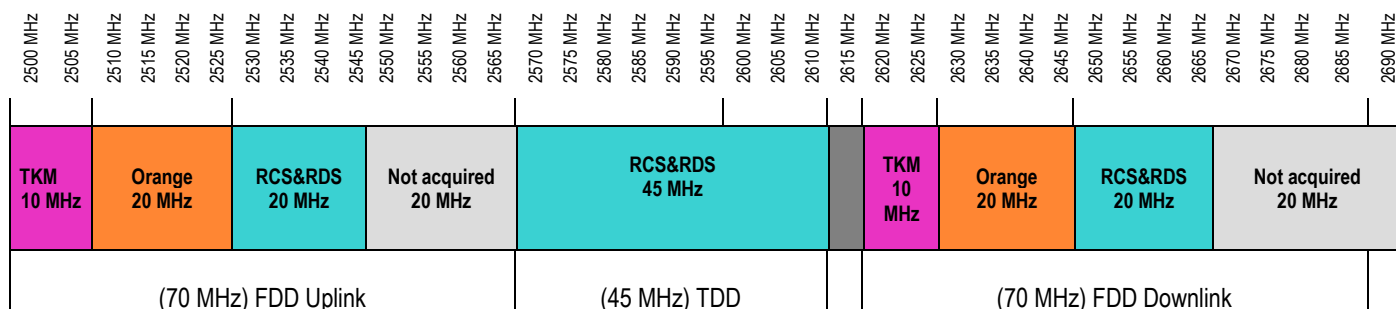 2500 MHz
2505 MHz
2510 MHz
2515 MHz
2520 MHz
2525 MHz
2530 MHz
2535 MHz
2540 MHz
2545 MHz
2550 MHz
2555 MHz
2560 MHz
2565 MHz
2570 MHz
2575 MHz
2580 MHz
2585 MHz
2590 MHz
2595 MHz
2600 MHz
2605 MHz
2610 MHz
2615 MHz
2620 MHz
2625 MHz
2630 MHz
2635 MHz
2640 MHz
2645 MHz
2650 MHz
2655 MHz
2660 MHz
2665 MHz
2670 MHz
2675 MHz
2680 MHz
2685 MHz
2690 MHz
TKM
10 MHz
Orange
20 MHz
RCS&RDS
20 MHz
Not acquired
20 MHz
RCS&RDS
45 MHz
TKM
10
MHz
Orange
20 MHz
RCS&RDS
20 MHz
Not acquired
20 MHz
(70 MHz) FDD Uplink
(45 MHz) TDD
(70 MHz) FDD Downlink